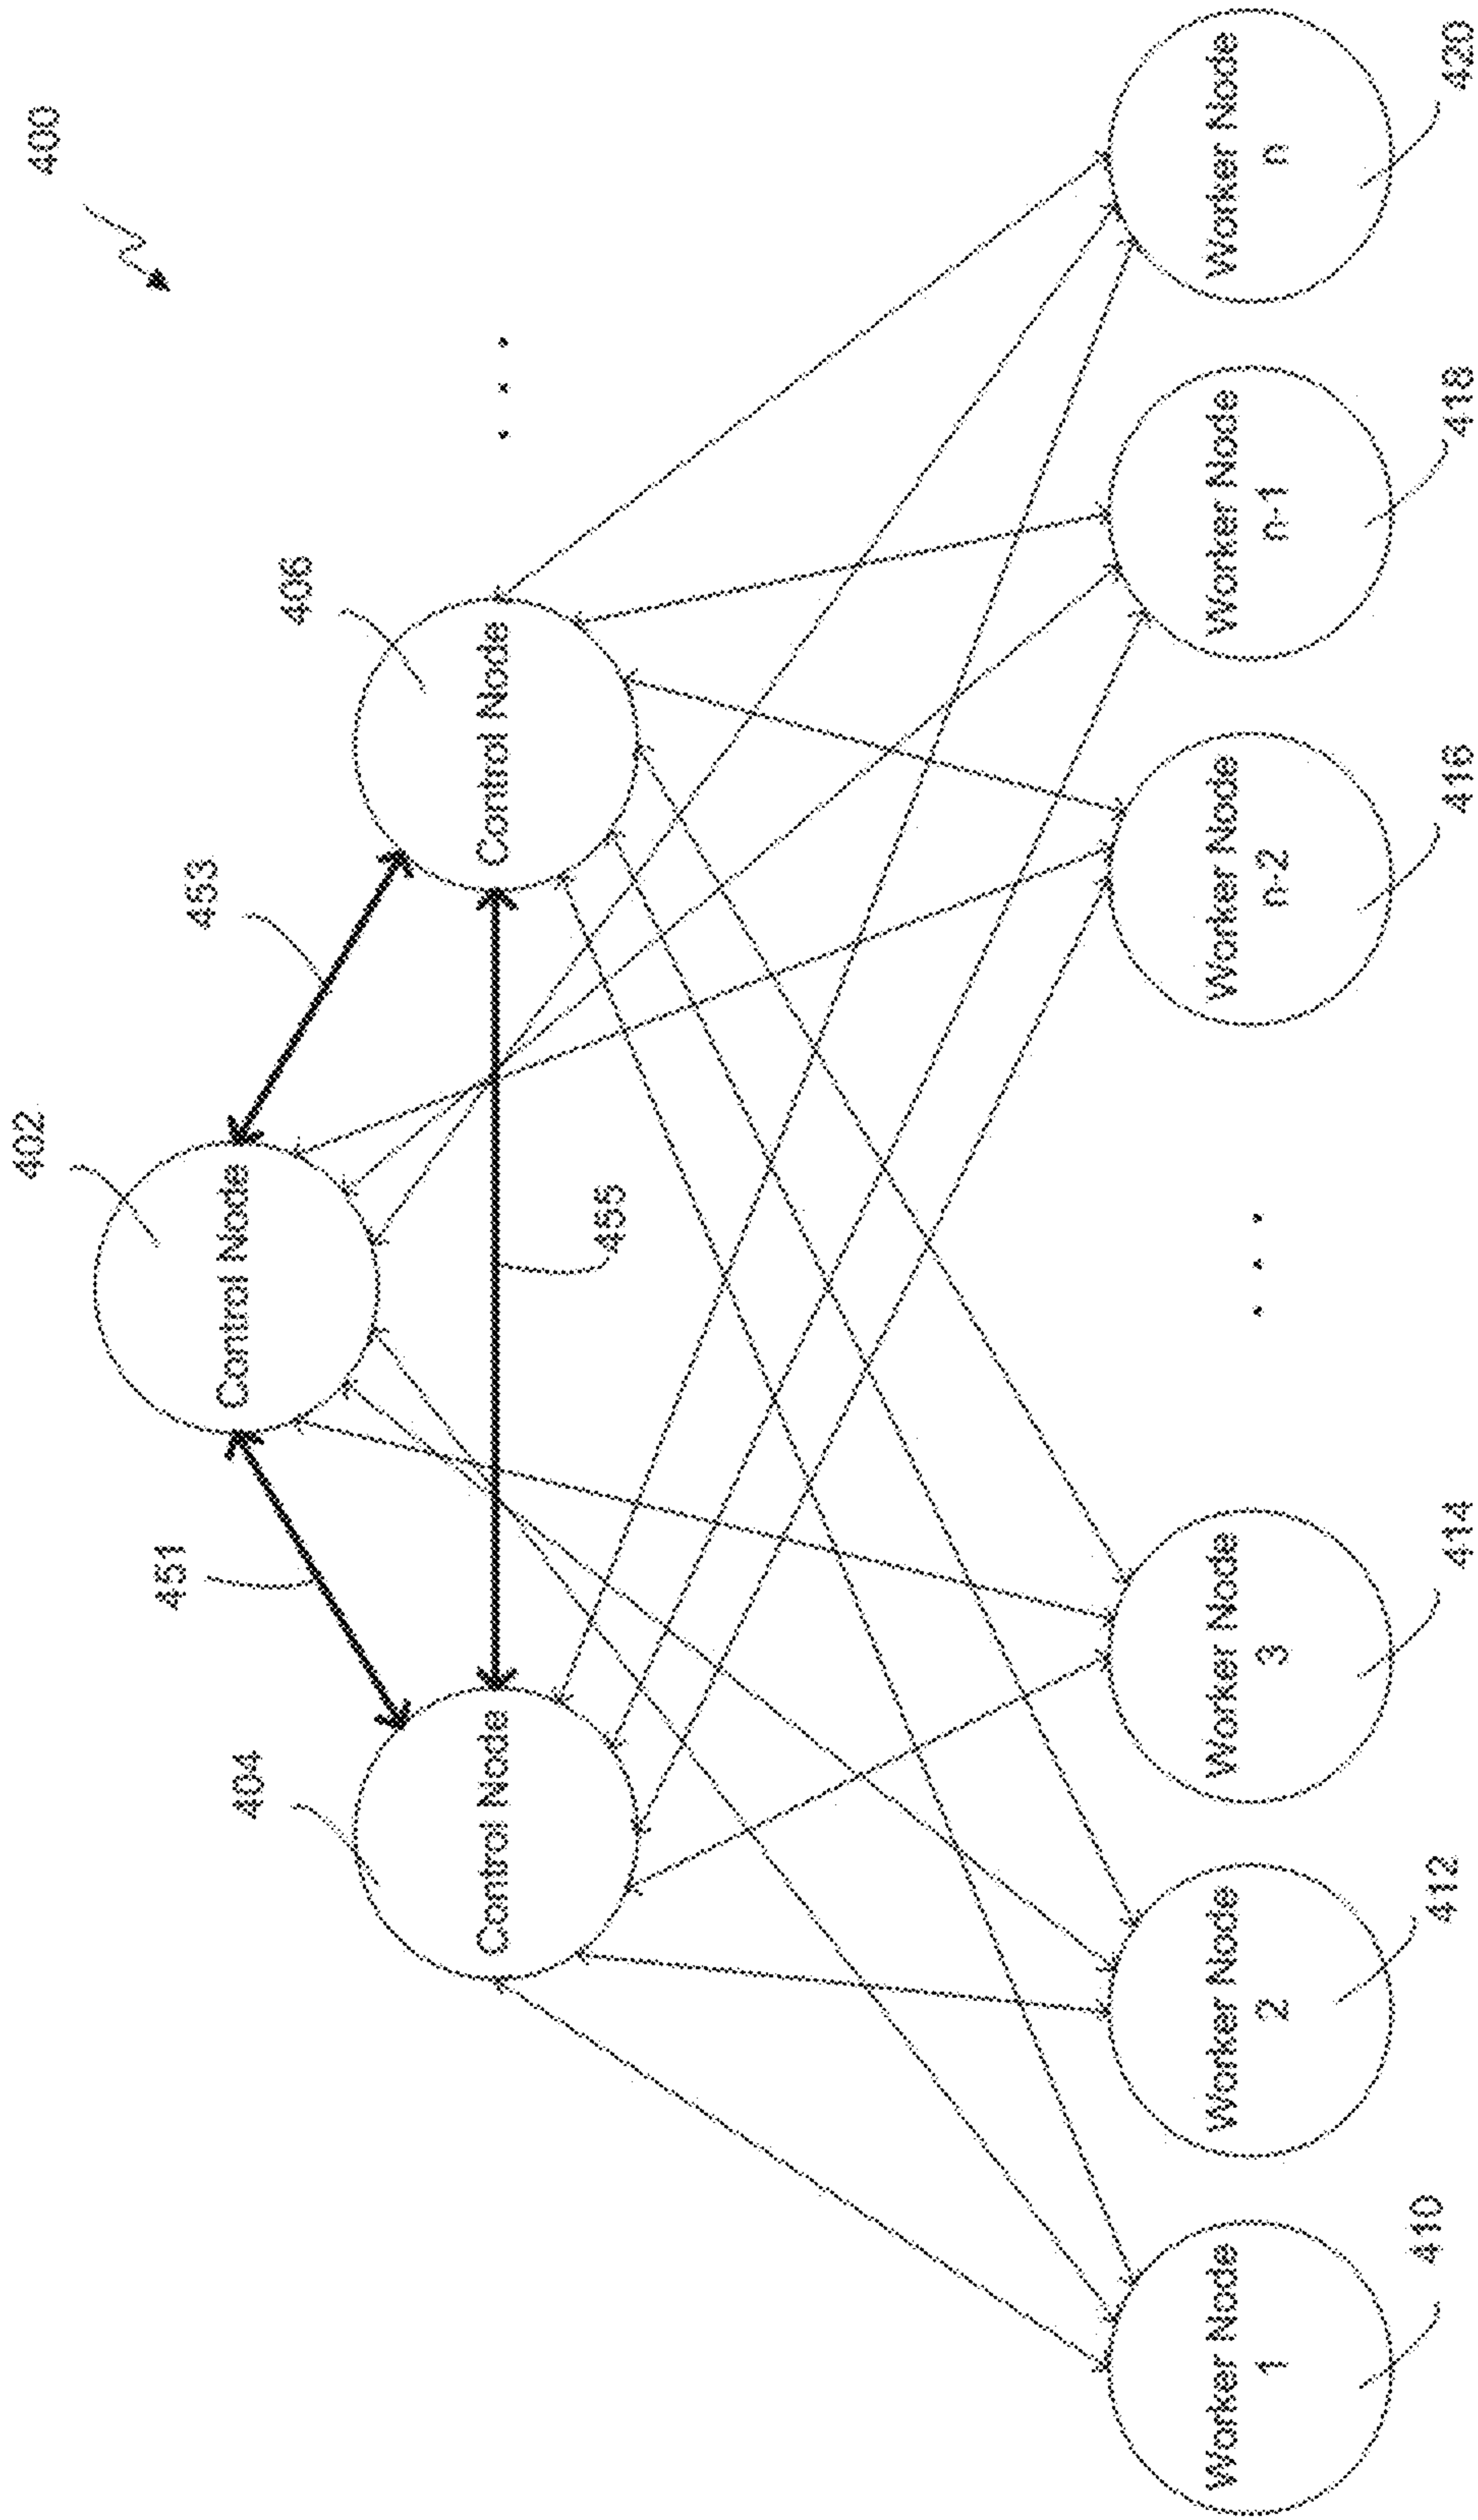 400
402
453
406
451
404
Control Node
Control Node
Control Node
455
. . .
Worker Node
1
Worker Node
2
Worker Node
3
. . .
Worker Node
n-2
Worker Node
n-1
Worker Node
n
410
412
414
416
418
420